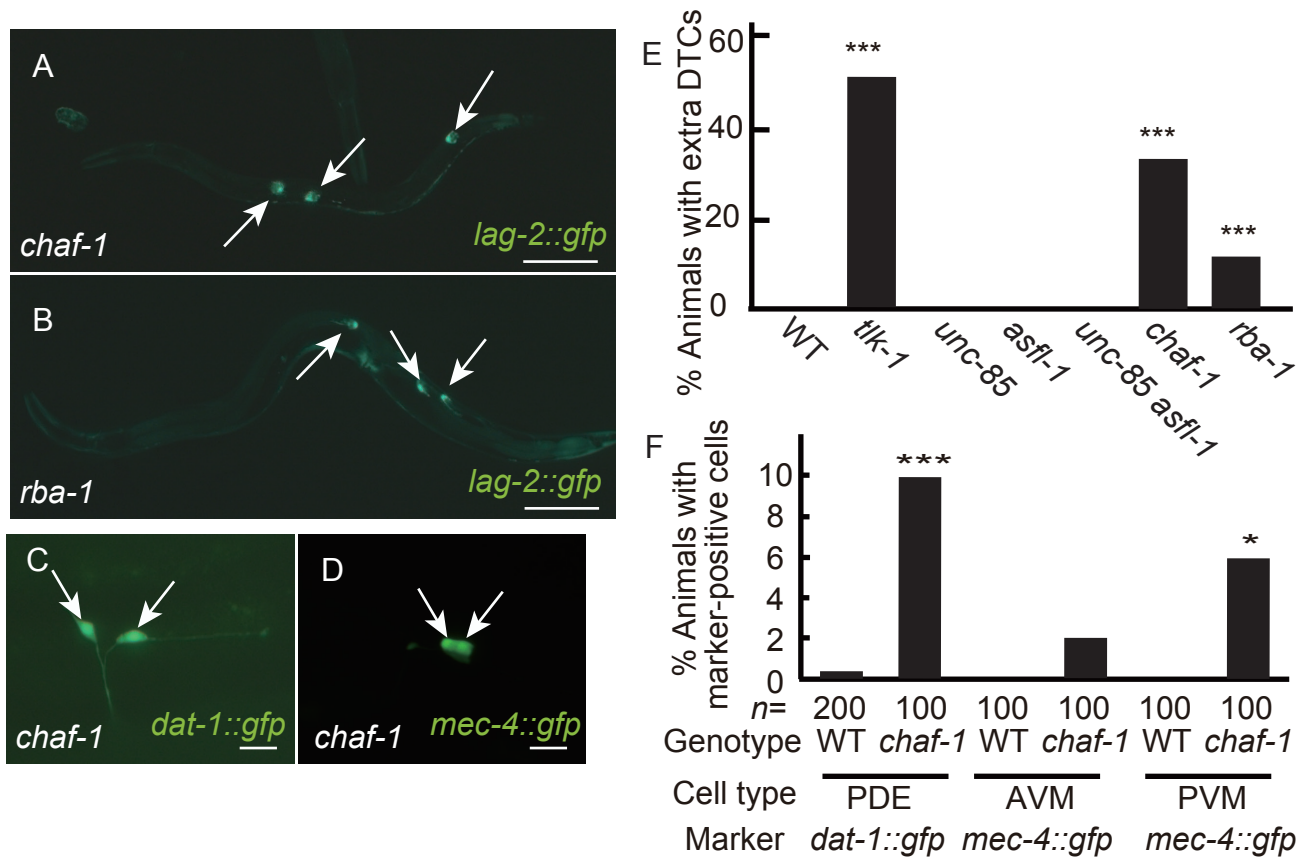 A
chaf-1
lag-2::gfp
B
rba-1
lag-2::gfp
C
chaf-1
dat-1::gfp
D
chaf-1
mec-4::gfp
E
% Animals with extra DTCs
60
40
20
0
***
***
***
WT
tlk-1
unc-85
asfl-1
unc-85 asfl-1
chaf-1
rba-1
F
% Animals with
marker-positive cells
10
8
6
4
2
0
***
*
n= 200 100 100 100 100 100
Genotype WT chaf-1 WT chaf-1 WT chaf-1
Cell type PDE AVM PVM
Marker dat-1::gfp mec-4::gfp mec-4::gfp